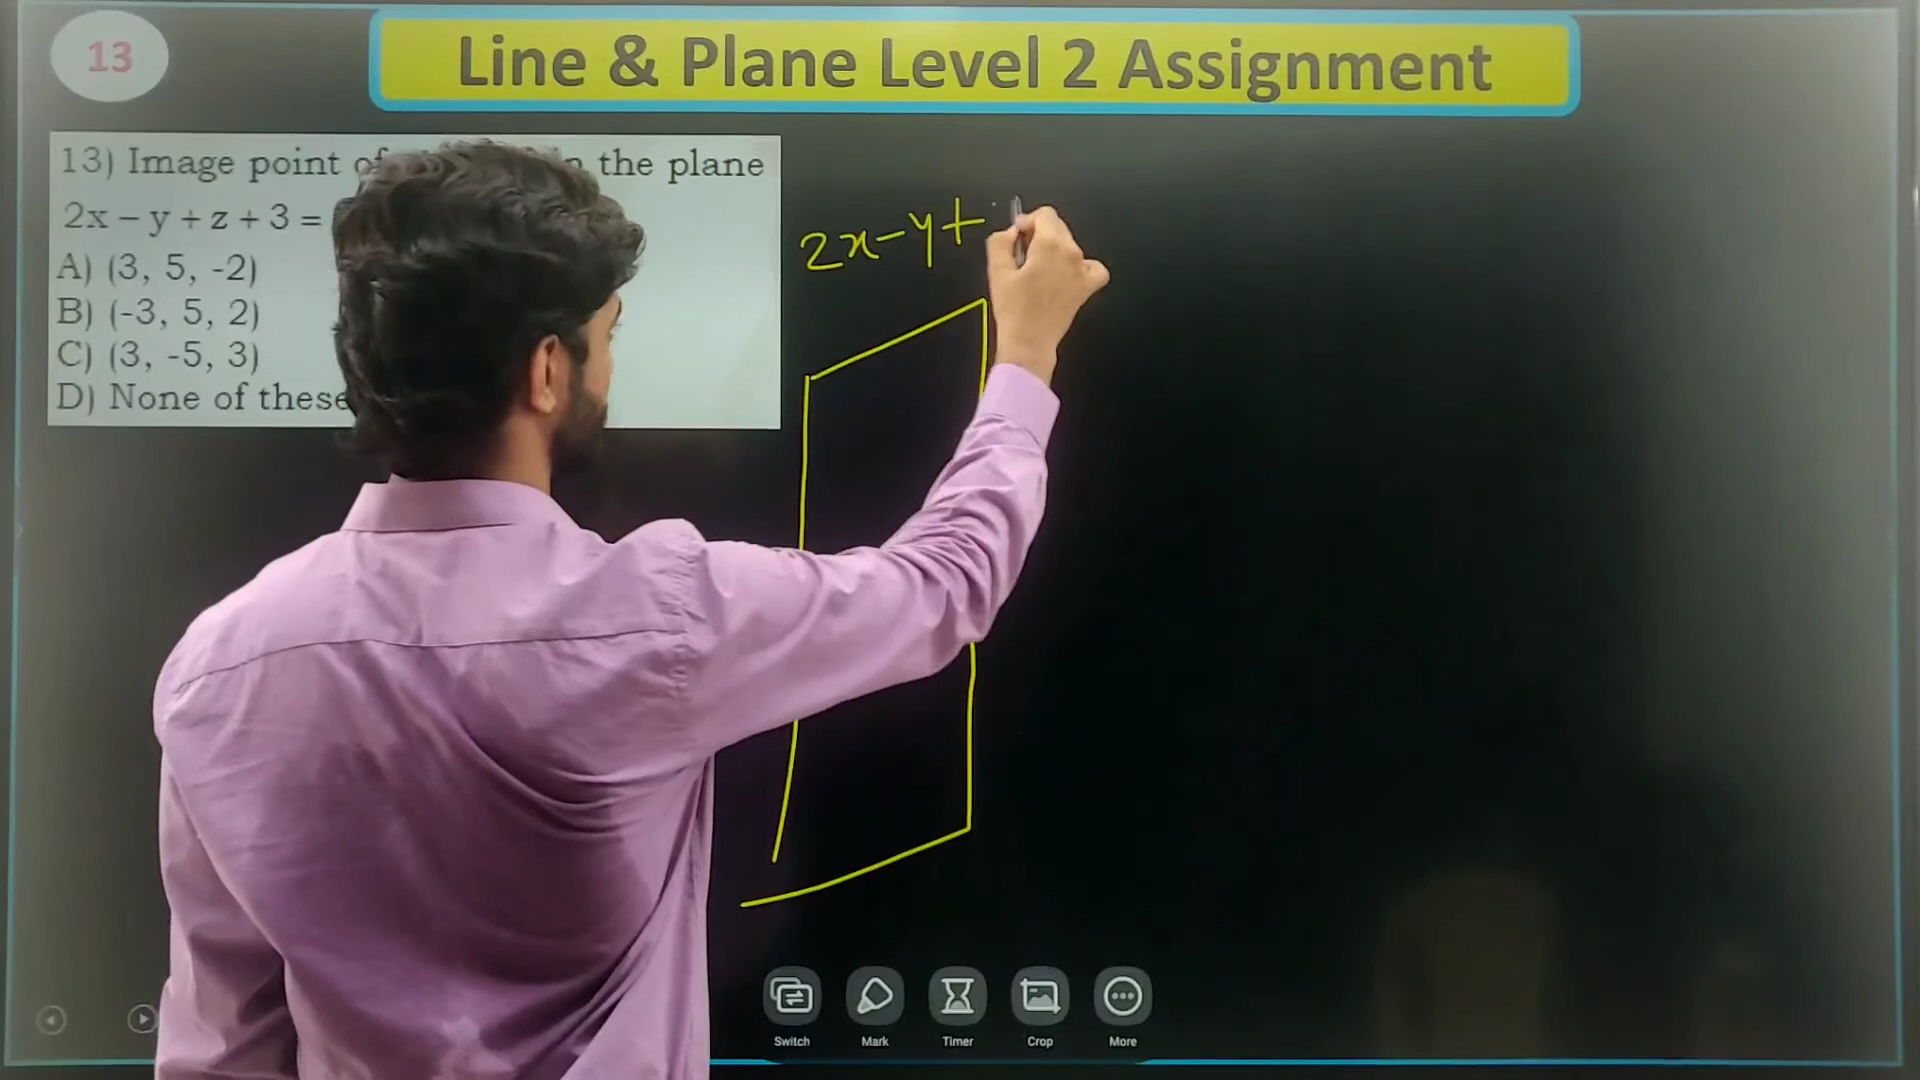 13
Line & Plane Level 2 Assignment
13) Image point of the plane
2x – y + z + 3 =
A) (3, 5, -2)
B) (-3, 5, 2)
C) (3, -5, 3)
D) None of these
2x-y+
Switch Mark Timer Crop More